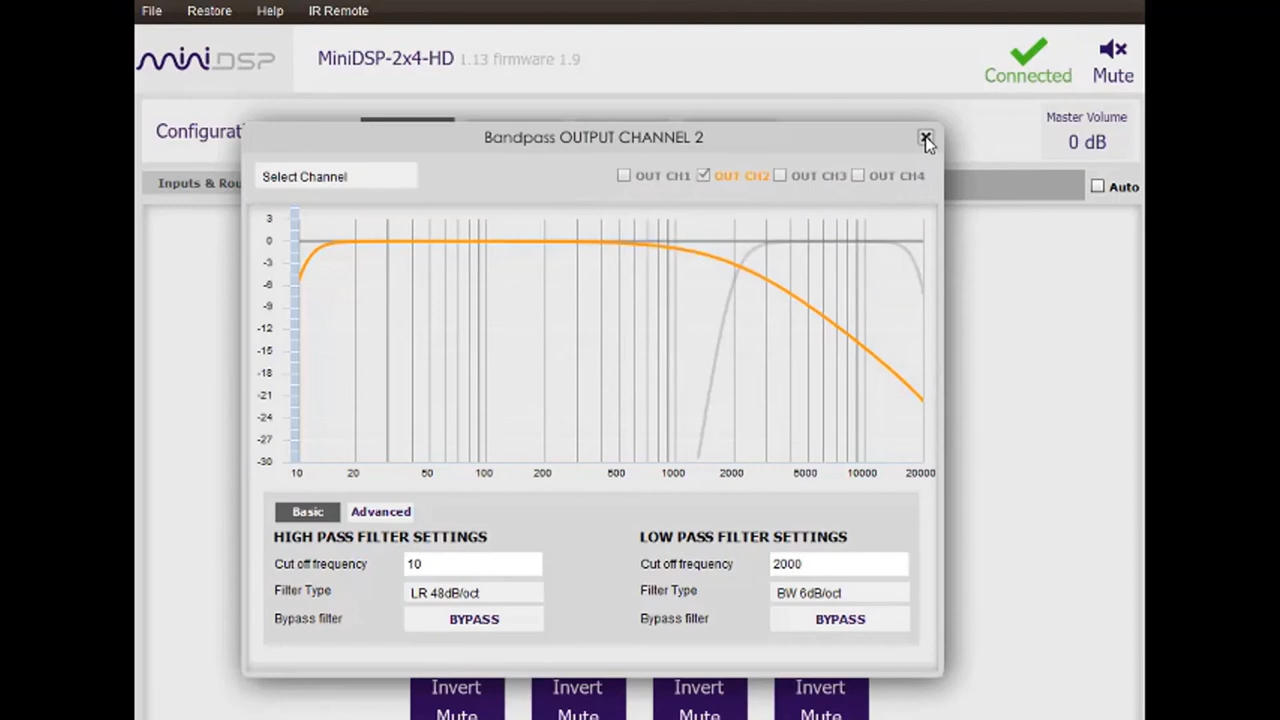 File Restore Help IR Remote
miniDSP MiniDSP-2x4-HD 1.13 firmware 1.9 Connected Mute
Configurat Master Volume
0 dB
Bandpass OUTPUT CHANNEL 2
Inputs & Rou Select Channel OUT CH1 OUT CH2 OUT CH3 OUT CH4 Auto
3
0
-3
-6
-9
-12
-15
-18
-21
-24
-27
-30
10 20 50 100 200 500 1000 2000 5000 10000 20000
Basic Advanced
HIGH PASS FILTER SETTINGS LOW PASS FILTER SETTINGS
Cut off frequency 10 Cut off frequency 2000
Filter Type LR 48dB/oct Filter Type BW 6dB/oct
Bypass filter BYPASS Bypass filter BYPASS
Invert Invert Invert Invert
Mute Mute Mute Mute